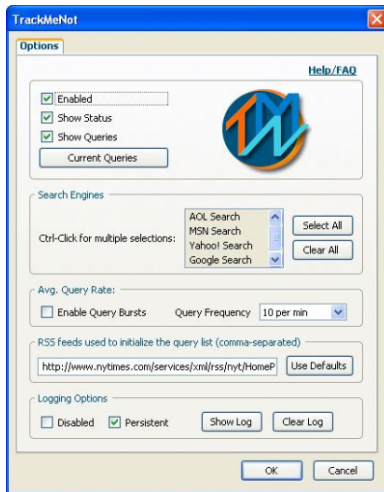 TrackMeNot
Options
Help/FAQ
Enabled
Show Status
Show Queries
Current Queries
TMN
Search Engines
Ctrl-Click for multiple selections:
AOL Search
MSN Search
Yahoo! Search
Google Search
Select All
Clear All
Avg. Query Rate:
Enable Query Bursts Query Frequency 10 per min
RSS feeds used to initialize the query list (comma-separated)
http://www.nytimes.com/services/xml/rss/nyt/HomeP Use Defaults
Logging Options
Disabled Persistent Show Log Clear Log
OK Cancel